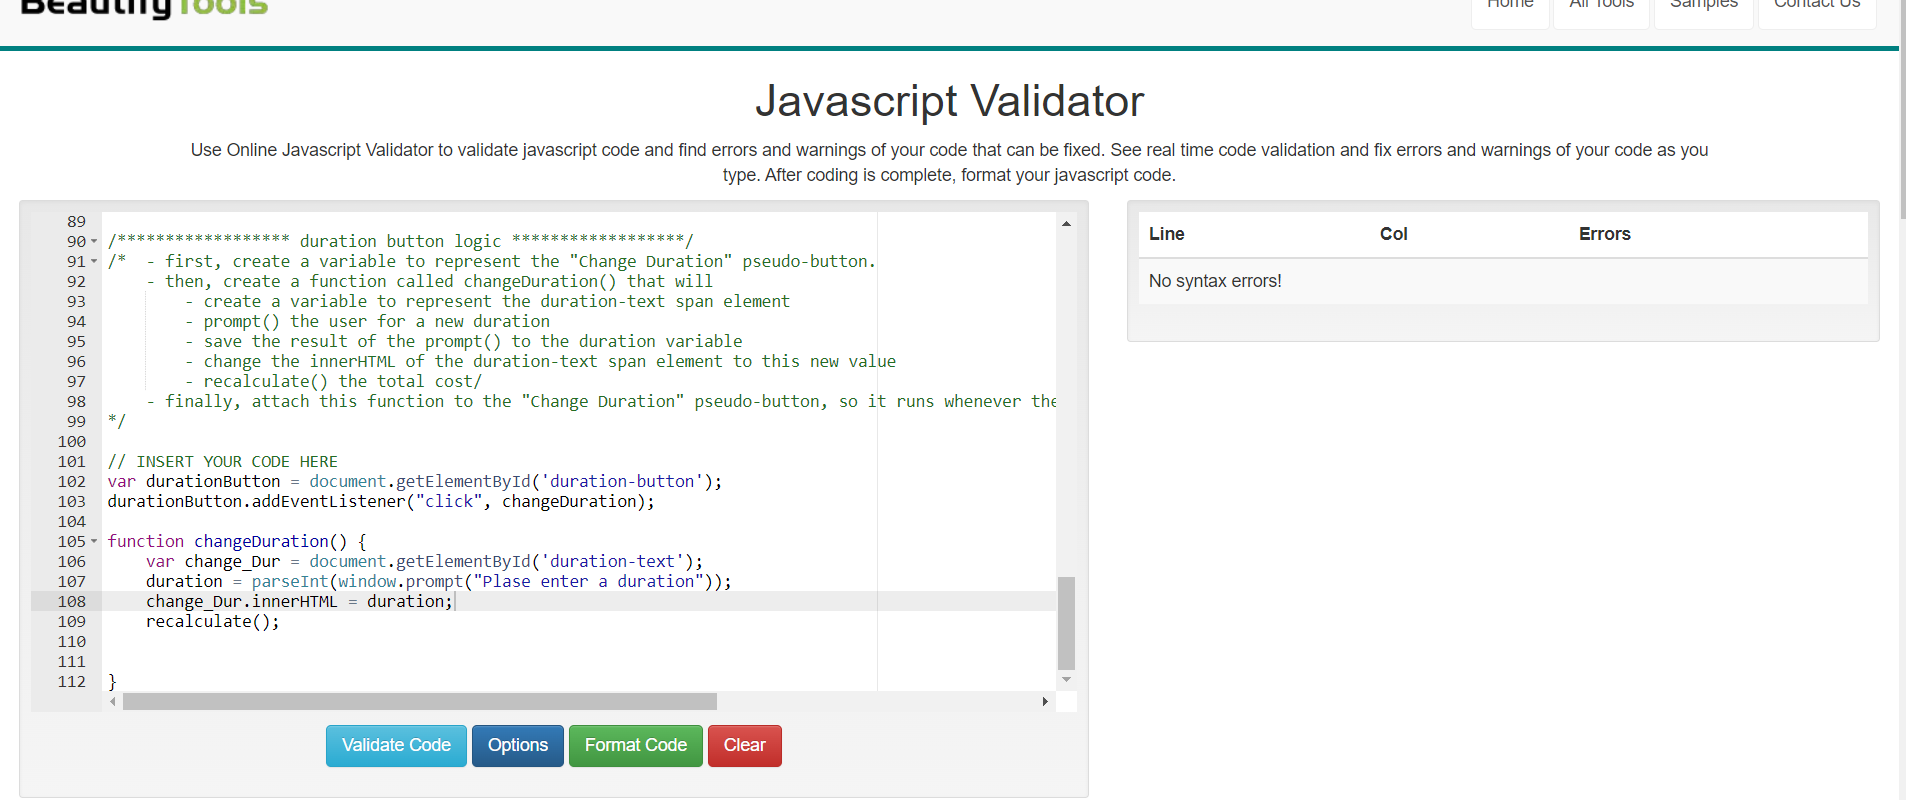 BeautifyTools
Home All Tools Samples Contact Us
Javascript Validator
Use Online Javascript Validator to validate javascript code and find errors and warnings of your code that can be fixed. See real time code validation and fix errors and warnings of your code as you
type. After coding is complete, format your javascript code.
89
90 /****************** duration button logic ******************/
91 /*  - first, create a variable to represent the "Change Duration" pseudo-button.
92     - then, create a function called changeDuration() that will
93         - create a variable to represent the duration-text span element
94         - prompt() the user for a new duration
95         - save the result of the prompt() to the duration variable
96         - change the innerHTML of the duration-text span element to this new value
97         - recalculate() the total cost/
98     - finally, attach this function to the "Change Duration" pseudo-button, so it runs whenever the
99 */
100
101 // INSERT YOUR CODE HERE
102 var durationButton = document.getElementById('duration-button');
103 durationButton.addEventListener("click", changeDuration);
104
105 function changeDuration() {
106     var change_Dur = document.getElementById('duration-text');
107     duration = parseInt(window.prompt("Plase enter a duration"));
108     change_Dur.innerHTML = duration;
109     recalculate();
110
111
112 }
Validate Code Options Format Code Clear
Line Col Errors
No syntax errors!